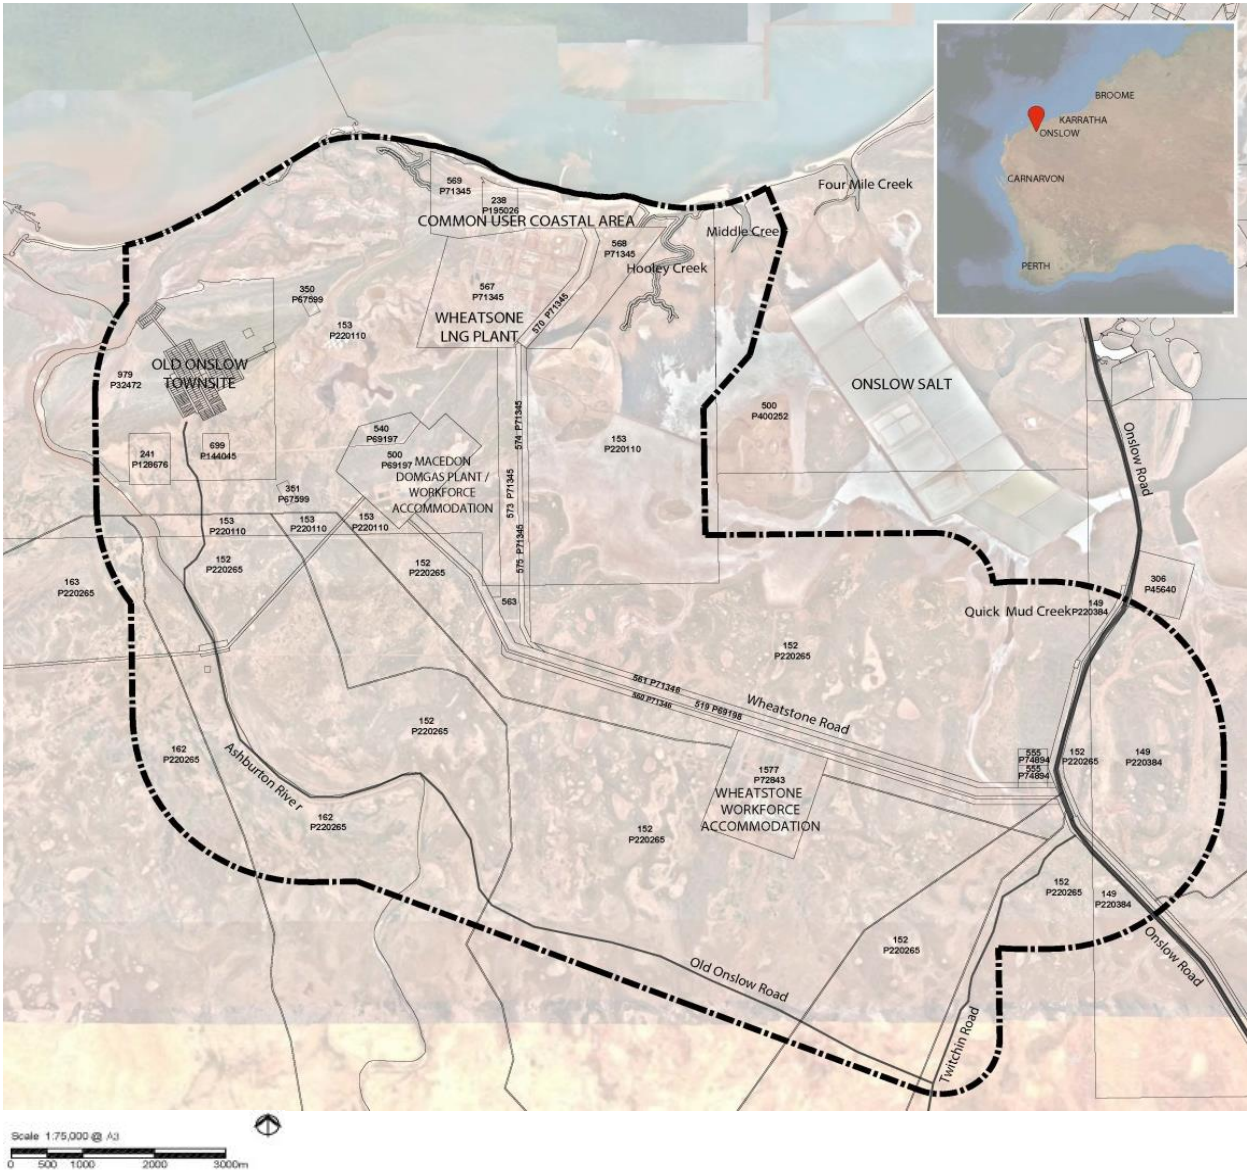 BROOME
KARRATHA
ONSLOW
CARNARVON
PERTH
Four Mile Creek
569
P71345
238
P195026
COMMON USER COASTAL AREA
Middle Cree
568
P71345
Hooley Creek
567
P71345
350
P67599
570 P71345
WHEATSONE
LNG PLANT
153
P220110
OLD ONSLOW
TOWNSITE
979
P32472
ONSLOW SALT
500
P400252
574 P71345
540
P69197
153
P220110
Onslow Road
699
P144045
241
P128676
500
P69197
MACEDON
DOMGAS PLANT /
WORKFORCE
ACCOMMODATION
573 P71345
351
P67599
153
P220110
153
P220110
153
P220110
575 P71345
152
P220265
152
P220265
163
P220265
306
P45640
563
149
P220384
Quick Mud Creek
152
P220265
561 P71346
560 P71346
519 P69198
Wheatstone Road
152
P220265
162
P220265
Ashburton River
555
P74894
555
P74894
152
P220265
149
P220384
1577
P72843
WHEATSTONE
WORKFORCE
ACCOMMODATION
162
P220265
152
P220265
152
P220265
149
P220384
152
P220265
Onslow Road
Old Onslow Road
Twitchin Road
Scale 1:75,000 @ A3
0 500 1000 2000 3000m